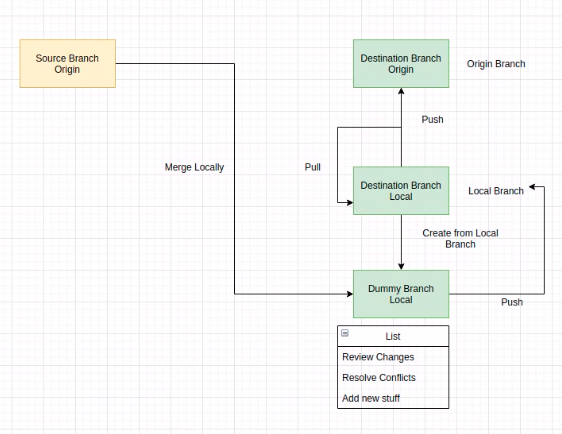 Source Branch
Origin
Destination Branch
Origin
Origin Branch
Push
Merge Locally
Pull
Destination Branch
Local
Local Branch
Create from Local
Branch
Dummy Branch
Local
Push
List
Review Changes
Resolve Conflicts
Add new stuff